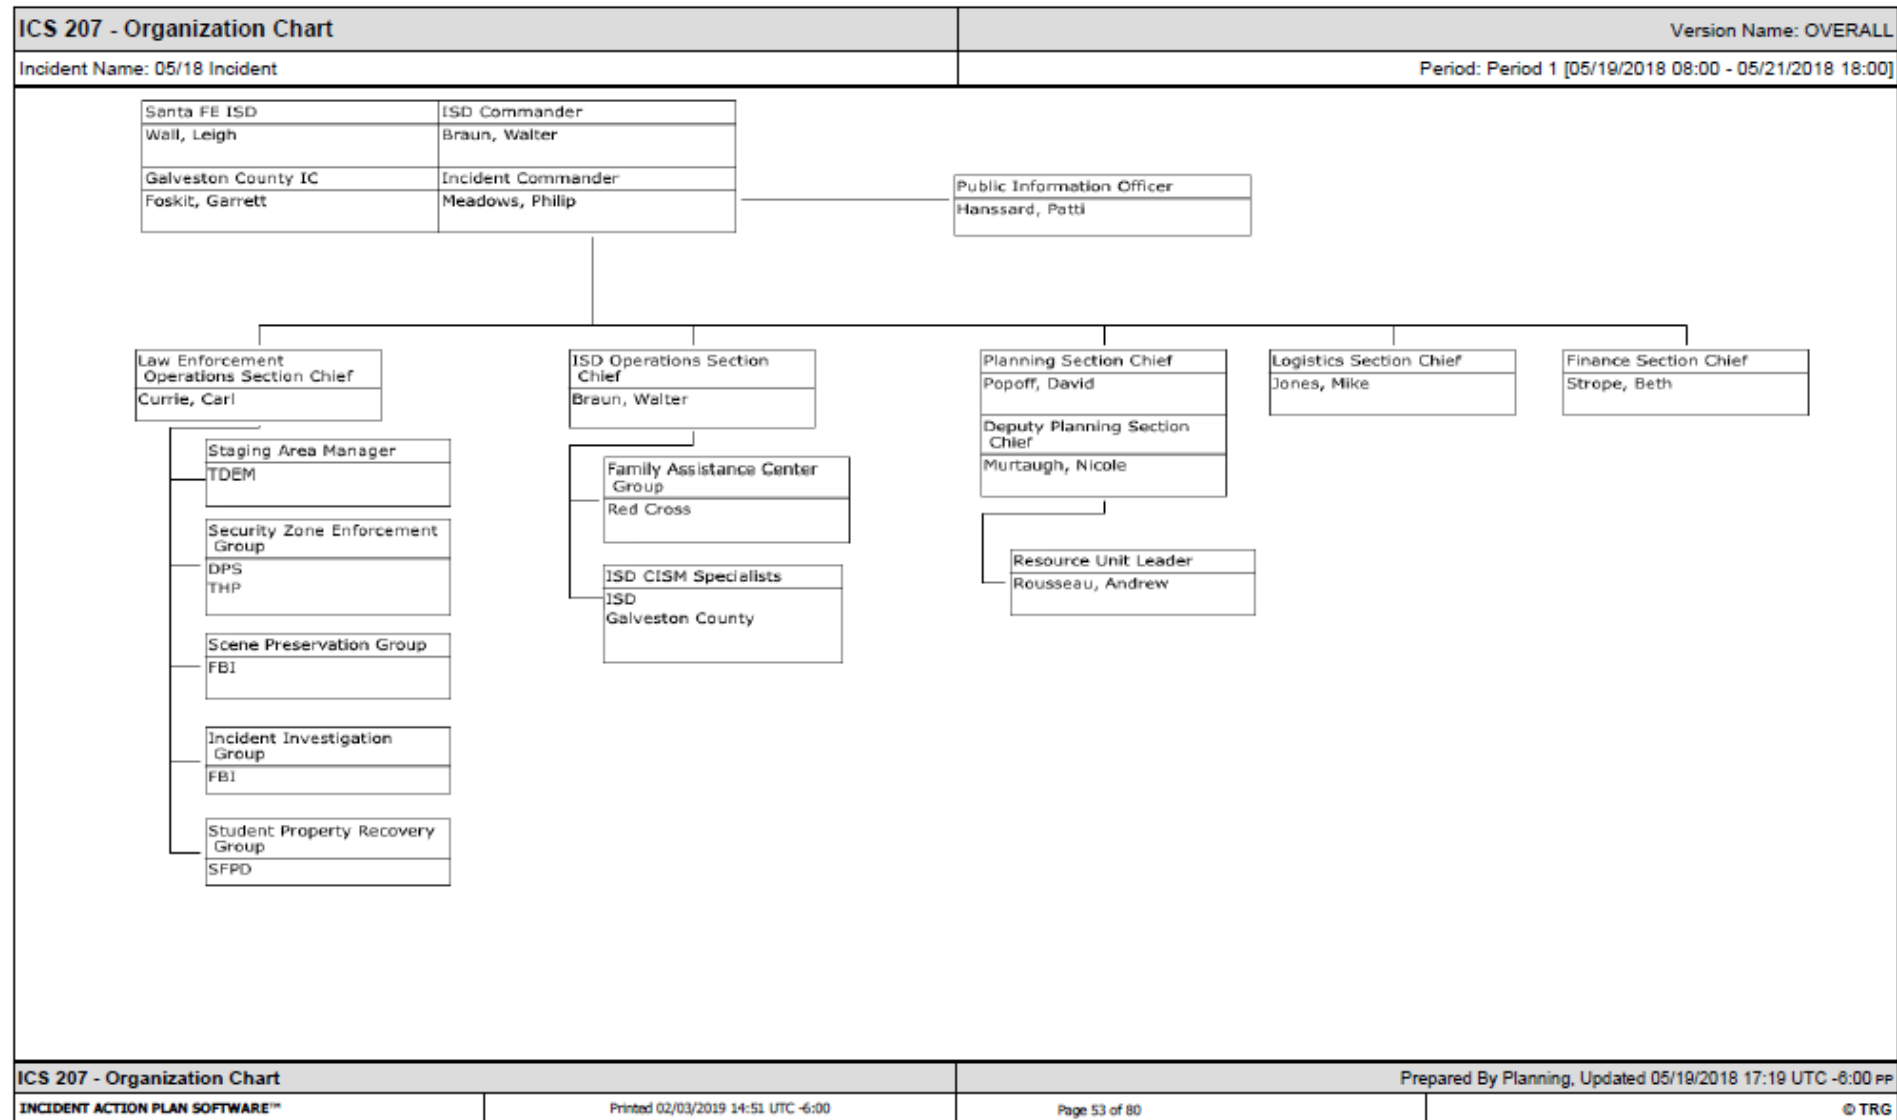 ICS 207 - Organization Chart
Version Name: OVERALL
Incident Name: 05/18 Incident
Period: Period 1 [05/19/2018 08:00 - 05/21/2018 18:00]
Santa FE ISD
Wall, Leigh
ISD Commander
Braun, Walter
Galveston County IC
Foskit, Garrett
Incident Commander
Meadows, Philip
Public Information Officer
Hanssard, Patti
Law Enforcement
Operations Section Chief
Currie, Carl
Staging Area Manager
TDEM
Security Zone Enforcement
Group
DPS
THP
Scene Preservation Group
FBI
Incident Investigation
Group
FBI
Student Property Recovery
Group
SFPD
ISD Operations Section
Chief
Braun, Walter
Family Assistance Center
Group
Red Cross
ISD CISM Specialists
ISD
Galveston County
Planning Section Chief
Popoff, David
Deputy Planning Section
Chief
Murtaugh, Nicole
Resource Unit Leader
Rousseau, Andrew
Logistics Section Chief
Jones, Mike
Finance Section Chief
Strope, Beth
ICS 207 - Organization Chart
Prepared By Planning, Updated 05/19/2018 17:19 UTC -6:00 PP
INCIDENT ACTION PLAN SOFTWARE™
Printed 02/03/2019 14:51 UTC -6:00
Page 53 of 80
© TRG